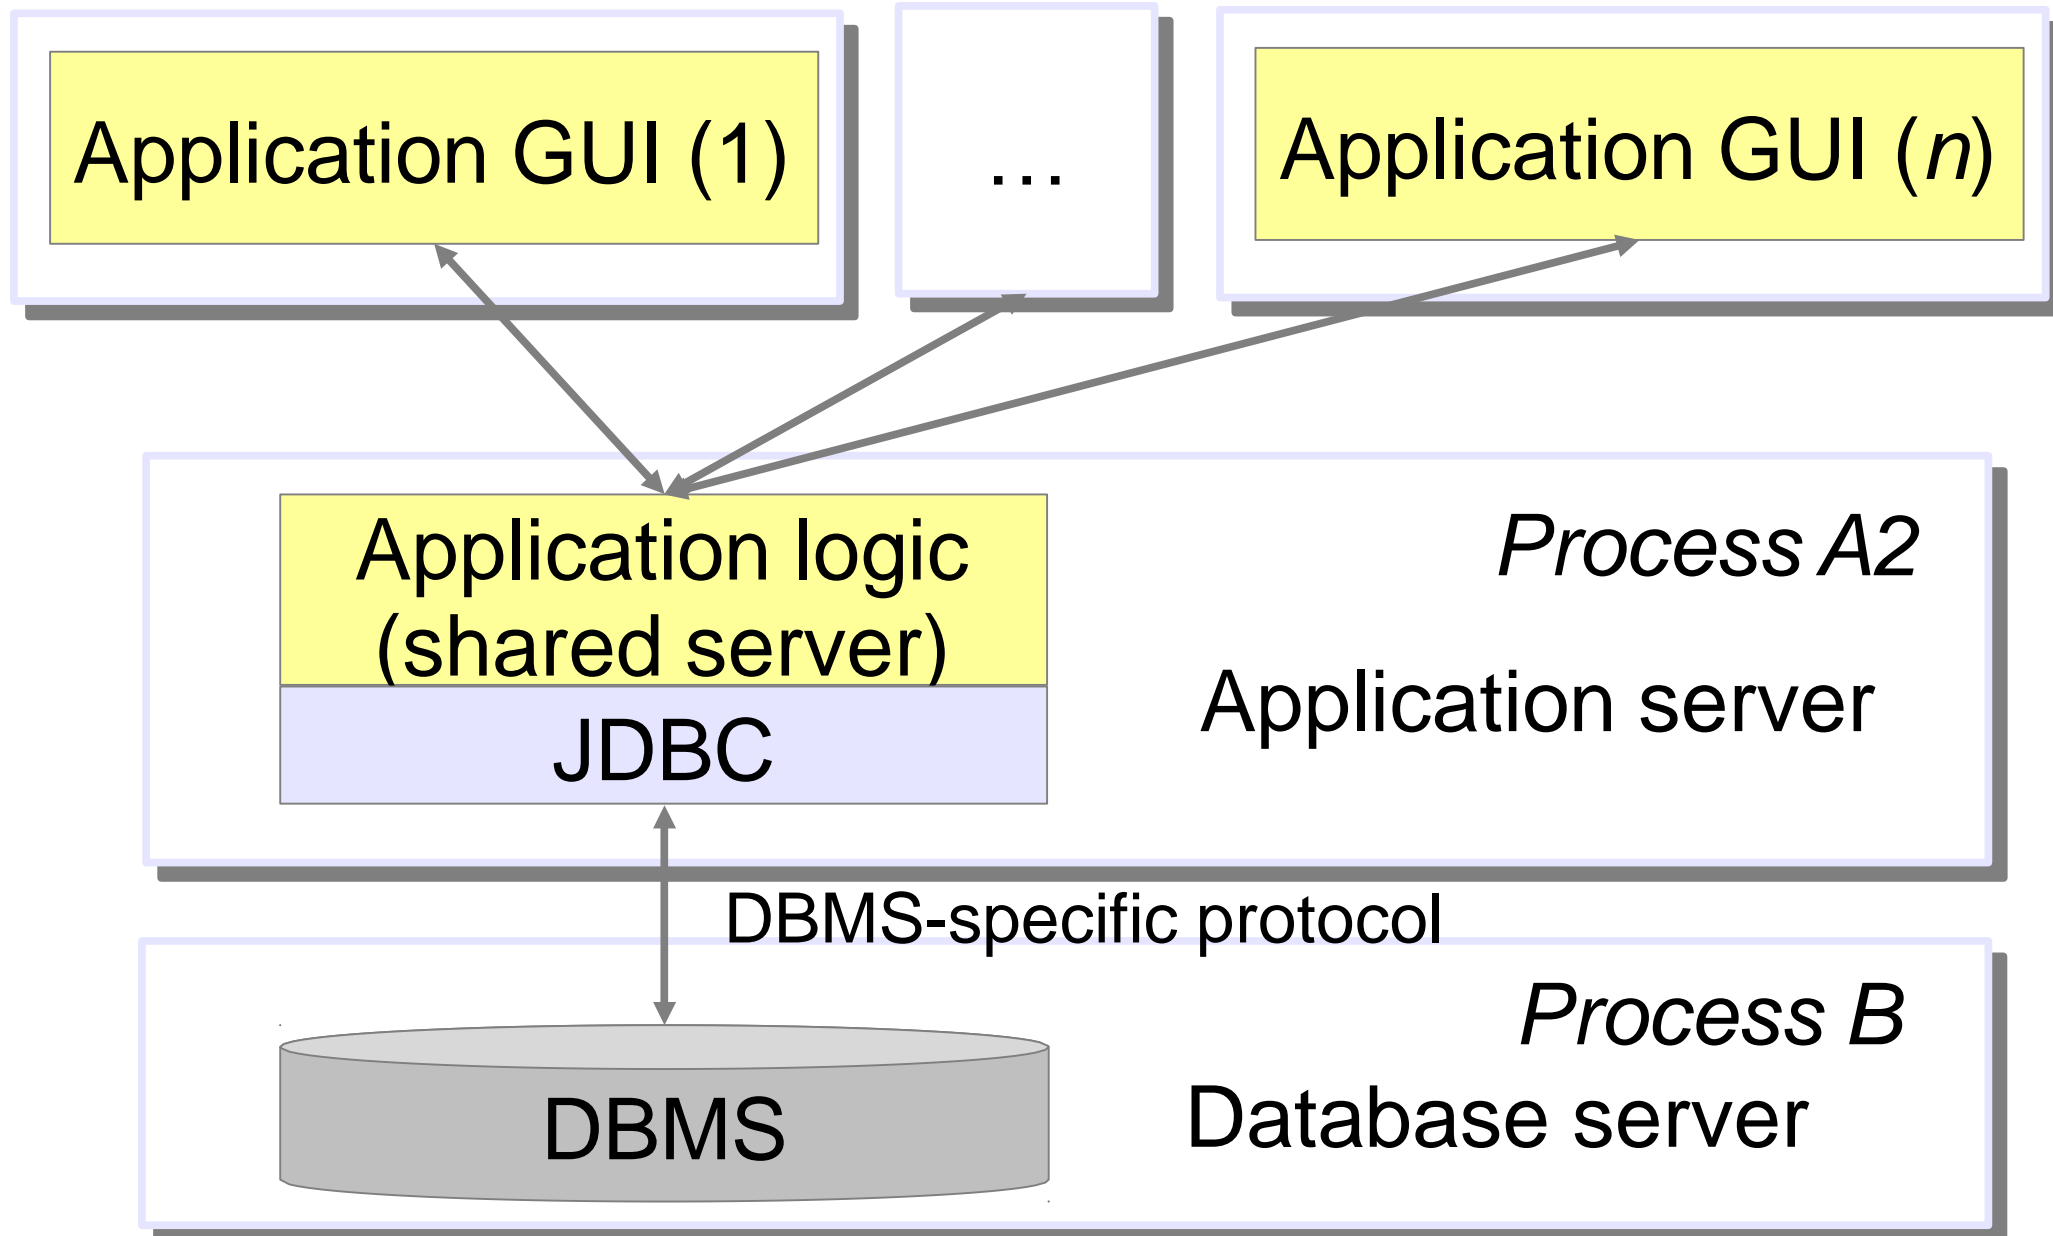 Application GUI (1)
…
Application GUI (n)
Application logic
(shared server)
JDBC
Process A2
Application server
DBMS-specific protocol
DBMS
Process B
Database server